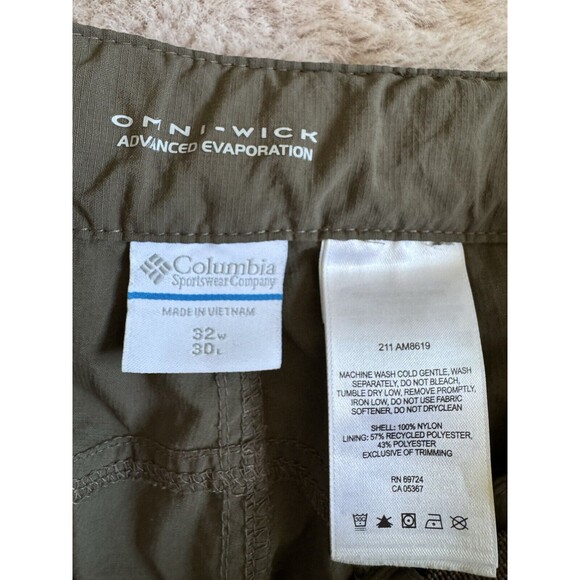 OMNI-WICK
ADVANCED EVAPORATION
Columbia
Sportswear Company
MADE IN VIETNAM
32W
30L
211 AM8619
MACHINE WASH COLD GENTLE, WASH
SEPARATELY, DO NOT BLEACH,
TUMBLE DRY LOW, REMOVE PROMPTLY,
IRON LOW, DO NOT USE FABRIC
SOFTENER, DO NOT DRYCLEAN
SHELL: 100% NYLON
LINING: 57% RECYCLED POLYESTER,
43% POLYESTER
EXCLUSIVE OF TRIMMING
RN 69724
CA 05367